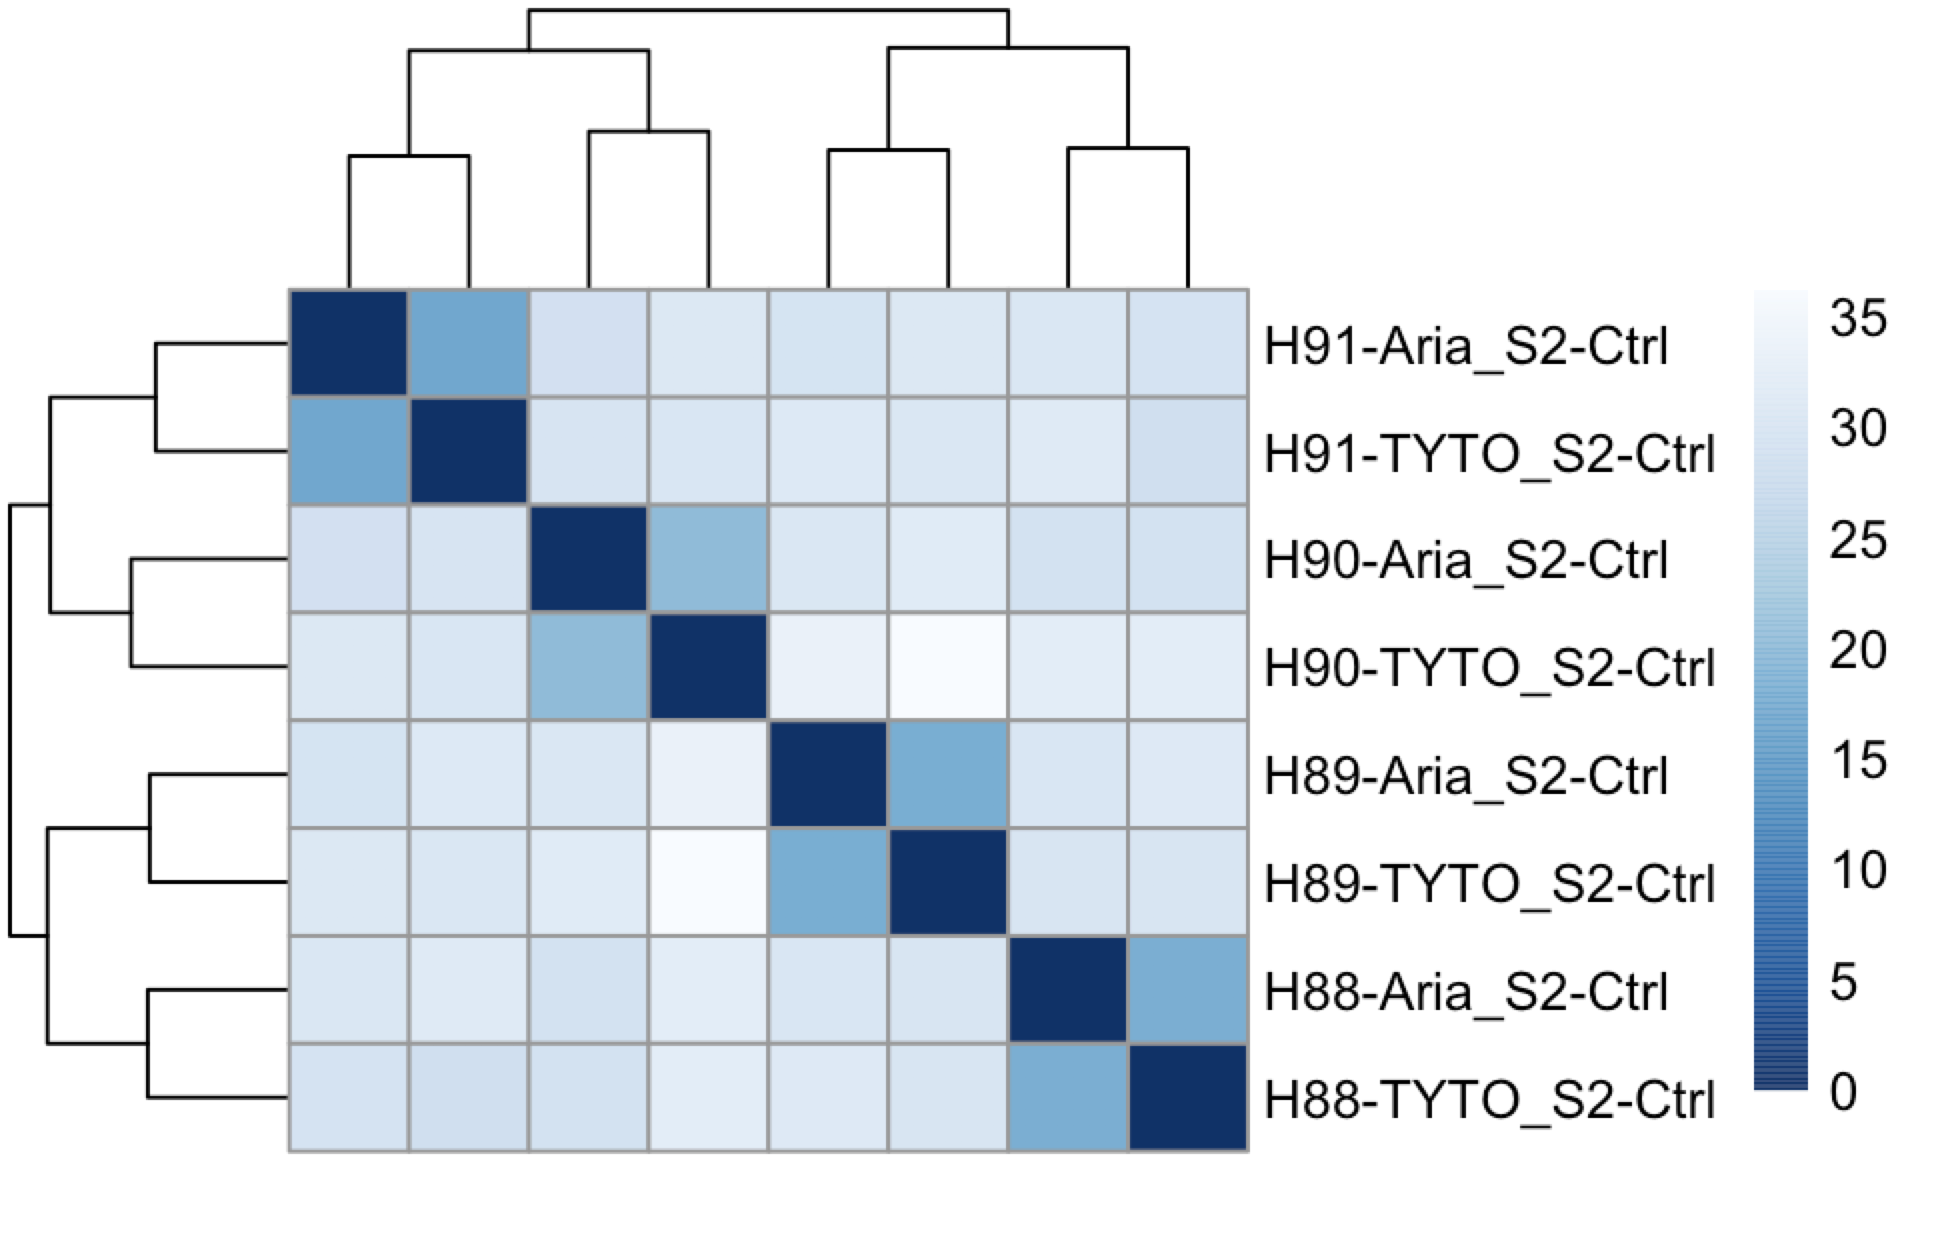 H91-Aria_S2-Ctrl
H91-TYTO_S2-Ctrl
H90-Aria_S2-Ctrl
H90-TYTO_S2-Ctrl
H89-Aria_S2-Ctrl
H89-TYTO_S2-Ctrl
H88-Aria_S2-Ctrl
H88-TYTO_S2-Ctrl
35
30
25
20
15
10
5
0